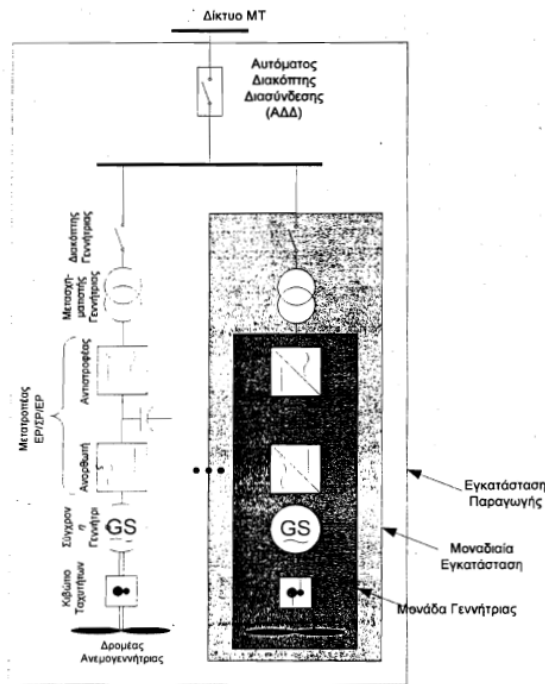 Δίκτυο ΜΤ
Αυτόματος
Διακόπτης
Διασύνδεσης
(ΑΔΔ)
Διακόπτης
Γεννήτριας
Μετασχη-
ματιστής
Γεννήτριας
Μετατροπέας
ΕΡ/ΣΡ/ΕΡ
Αντιστροφέας
Ανορθωτή
Σύγχρον
η
Γεννήτρι
GS
GS
Κιβώτιο
Ταχυτήτων
Δρομέας
Ανεμογεννήτριας
Εγκατάσταση
Παραγωγής
Μοναδιαία
Εγκατάσταση
Μονάδα Γεννήτριας